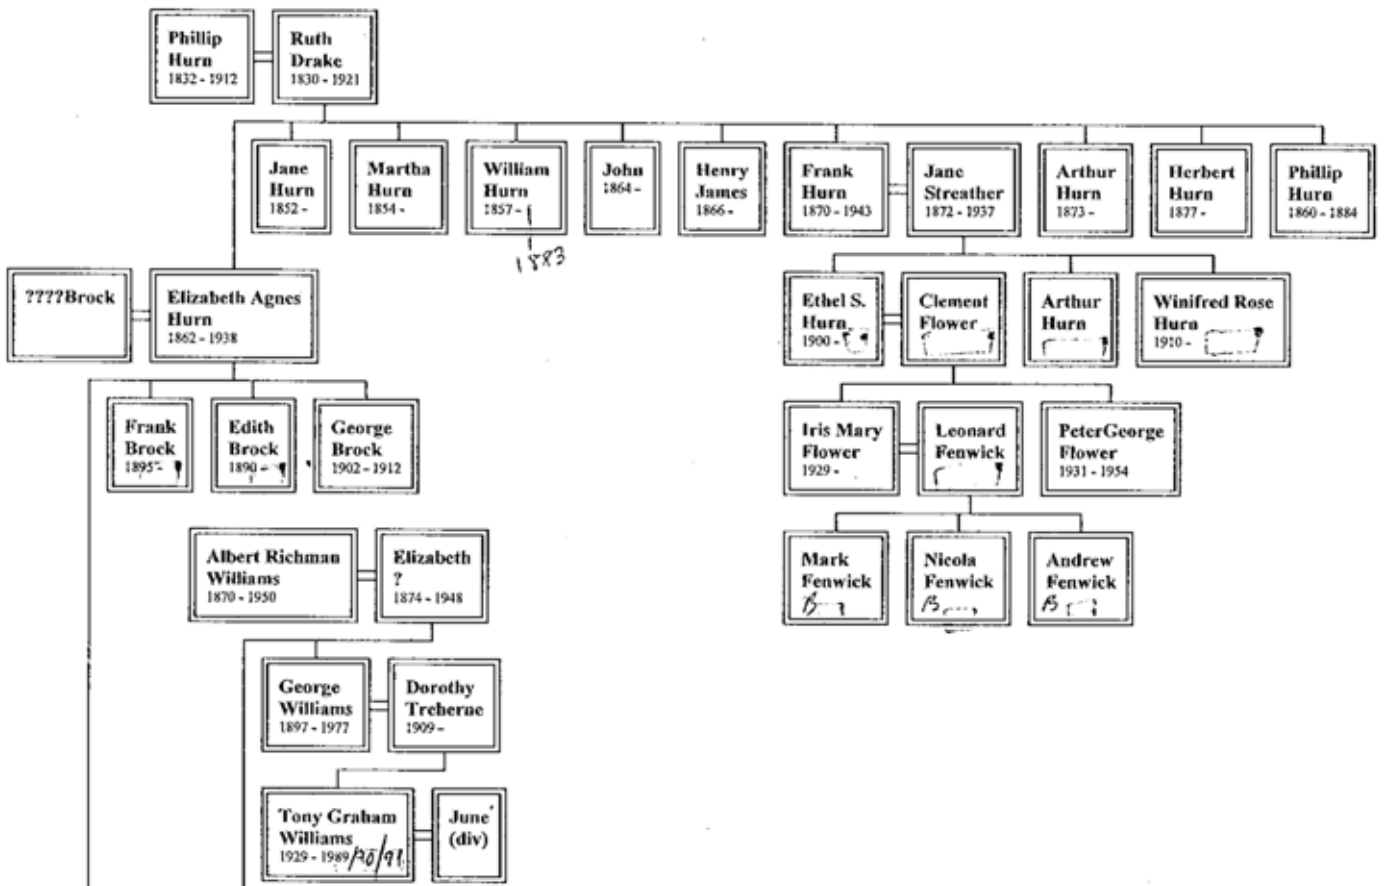 Phillip
Hurn
1832 - 1912
Ruth
Drake
1830 - 1921
Jane
Hurn
1852 -
Martha
Hurn
1854 -
William
Hurn
1857 -
1883
John
1864 -
Henry
James
1866 -
Frank
Hurn
1870 - 1943
Jane
Streather
1872 - 1937
Arthur
Hurn
1873 -
Herbert
Hurn
1877 -
Phillip
Hurn
1860 - 1884
????Brock
Elizabeth Agnes
Hurn
1862 - 1938
Ethel S.
Hurn
1900 -
Clement
Flower
Arthur
Hurn
Winifred Rose
Hurn
1910 -
Frank
Brock
1895 -
Edith
Brock
1890 -
George
Brock
1902 - 1912
Iris Mary
Flower
1929 -
Leonard
Fenwick
PeterGeorge
Flower
1931 - 1954
Albert Richman
Williams
1870 - 1950
Elizabeth
?
1874 - 1948
Mark
Fenwick
B
Nicola
Fenwick
B
Andrew
Fenwick
B
George
Williams
1897 - 1977
Dorothy
Treherne
1909 -
Tony Graham
Williams
1929 - 1989
June
(div)